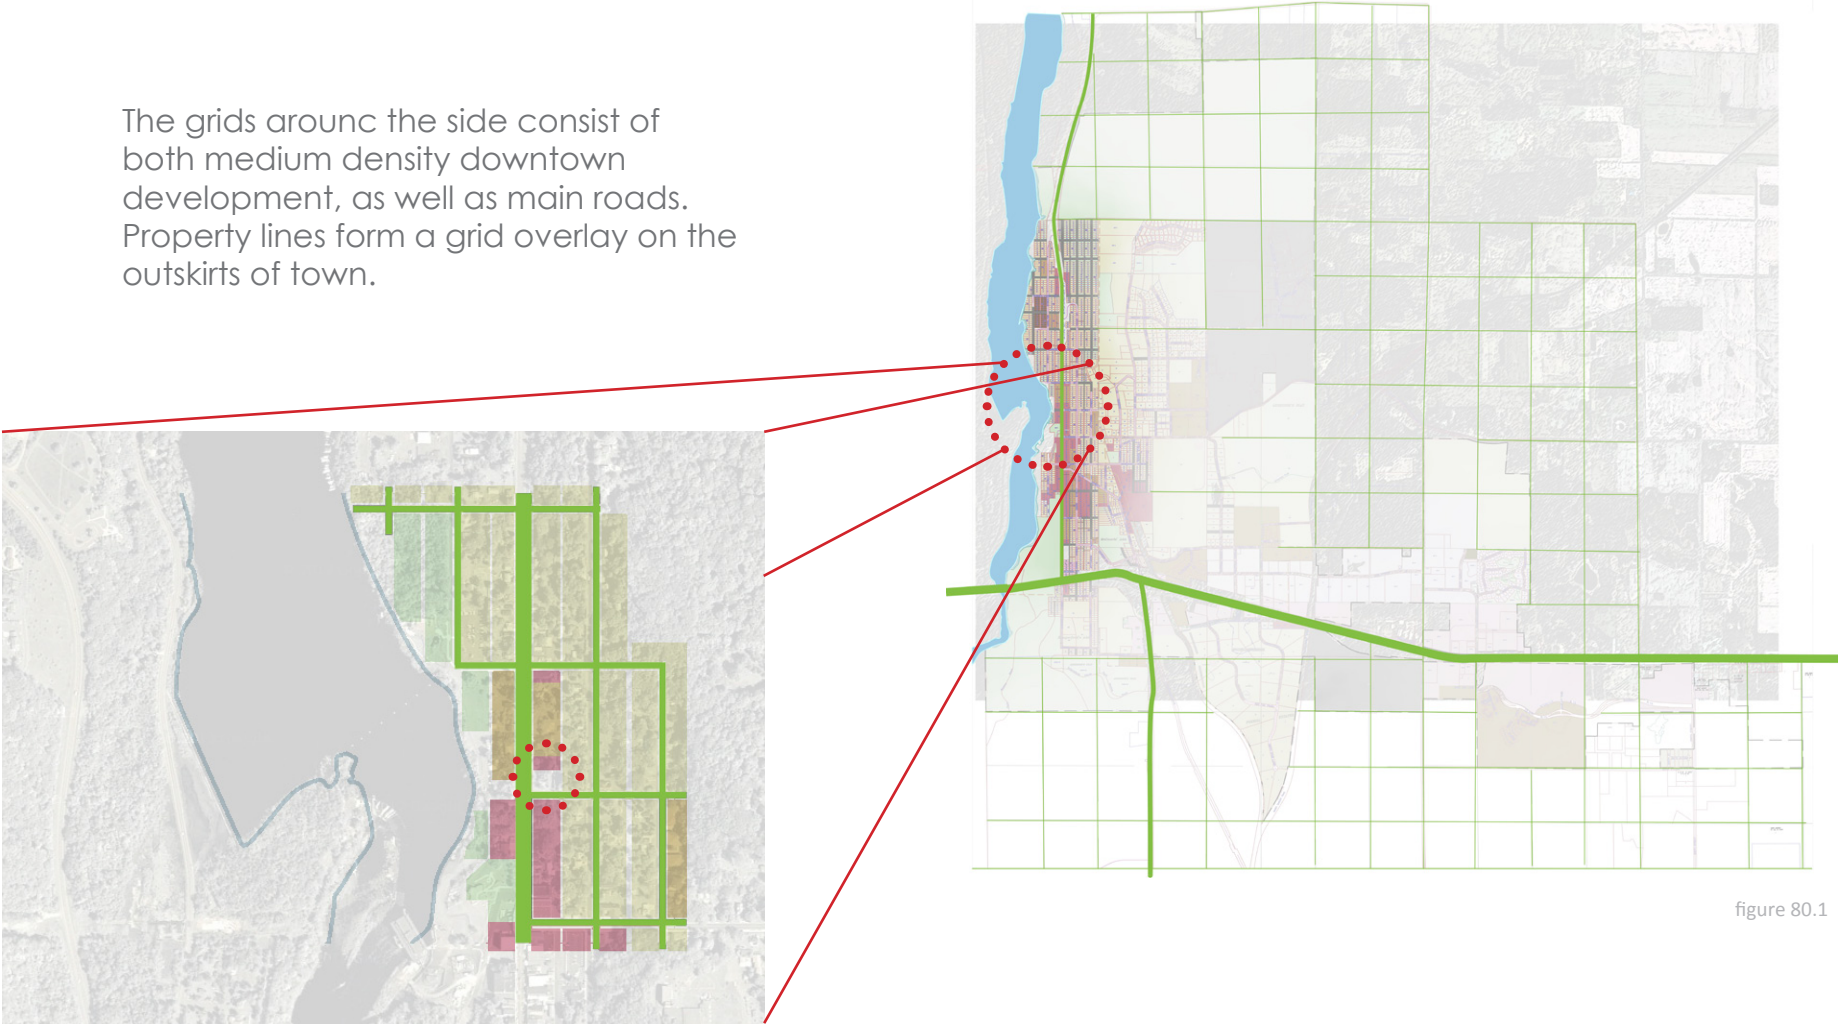 The grids arounc the side consist of
both medium density downtown
development, as well as main roads.
Property lines form a grid overlay on the
outskirts of town.
figure 80.1